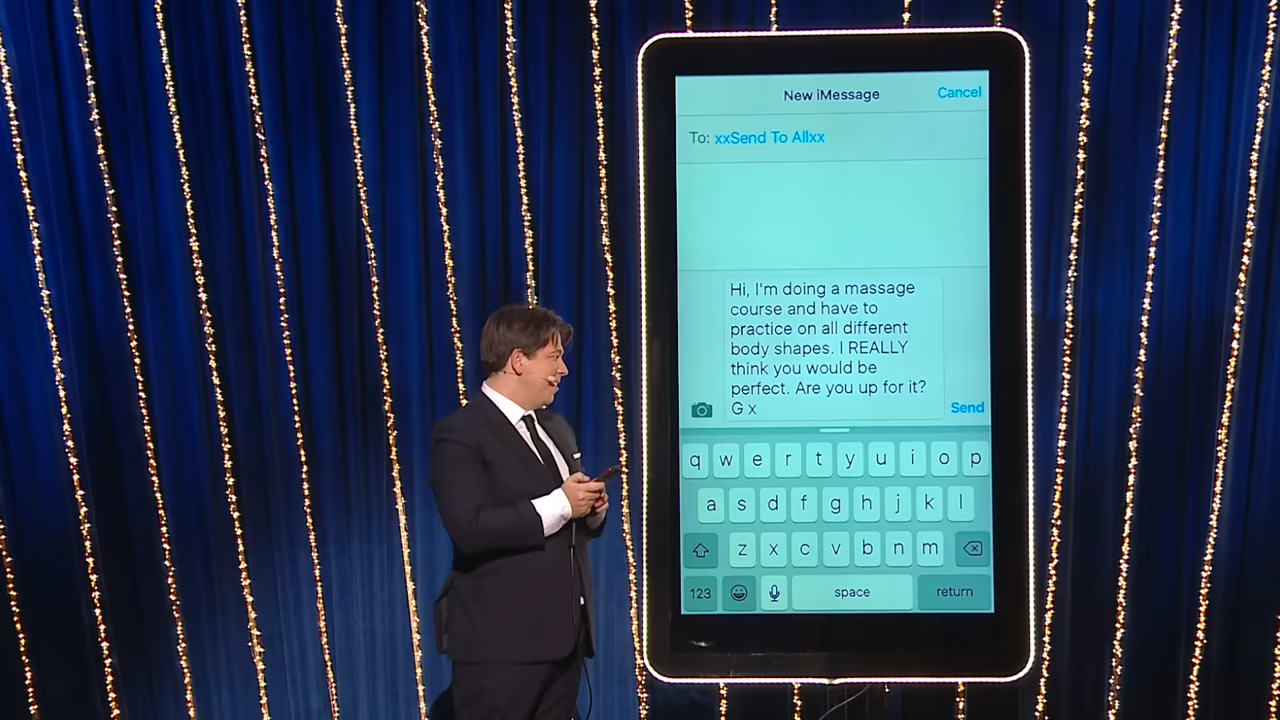 New iMessage
Cancel
To: xxSend To Allxx
Hi, I'm doing a massage
course and have to
practice on all different
body shapes. I REALLY
think you would be
perfect. Are you up for it?
G x
Send
q w e r t y u i o p
a s d f g h j k l
z x c v b n m
123
space
return